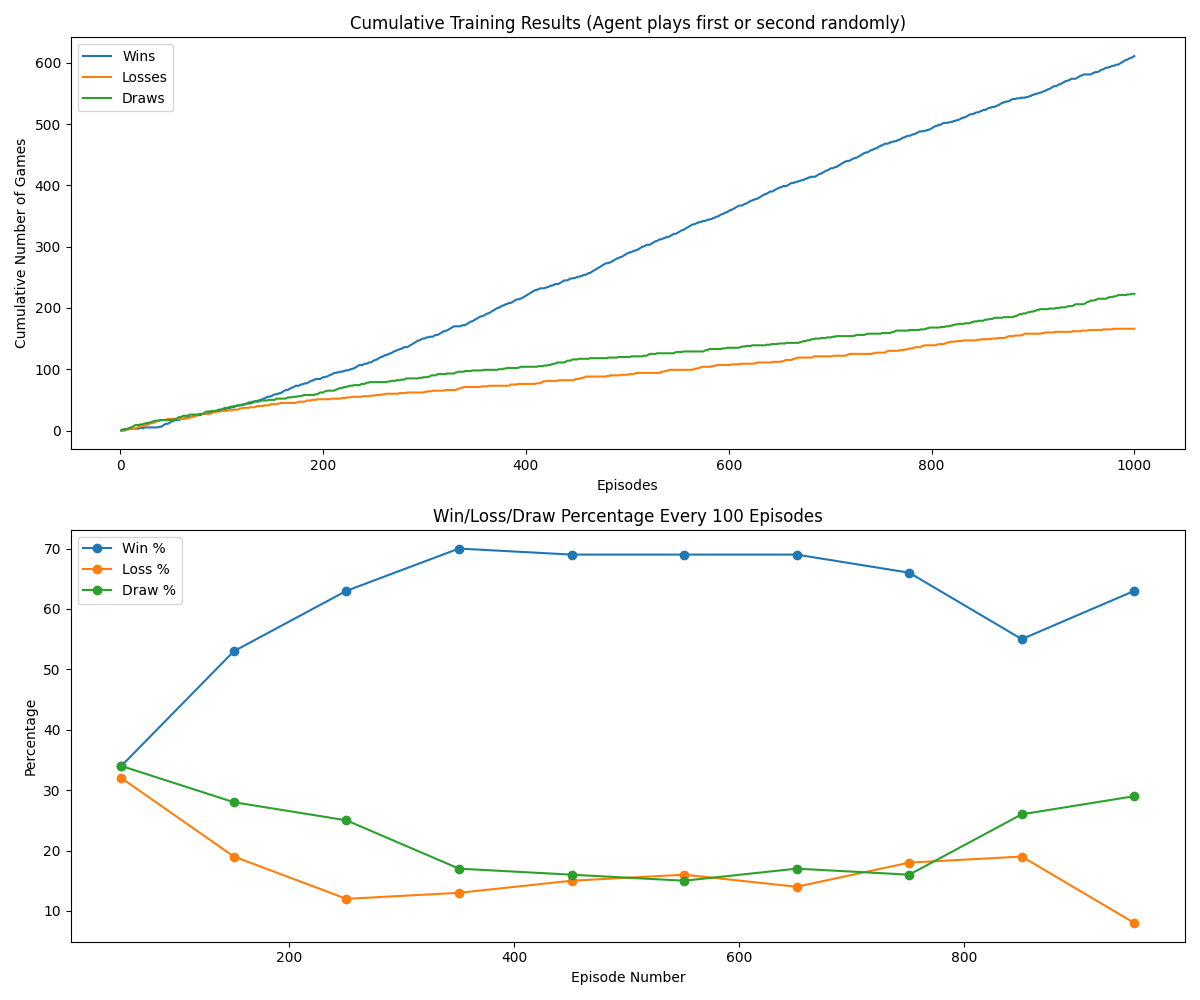 Cumulative Training Results (Agent plays first or second randomly)
Wins
Losses
Draws
Cumulative Number of Games
600
500
400
300
200
100
0
0 200 400 600 800 1000
Episodes
Win/Loss/Draw Percentage Every 100 Episodes
Win %
Loss %
Draw %
Percentage
70
60
50
40
30
20
10
200 400 600 800
Episode Number